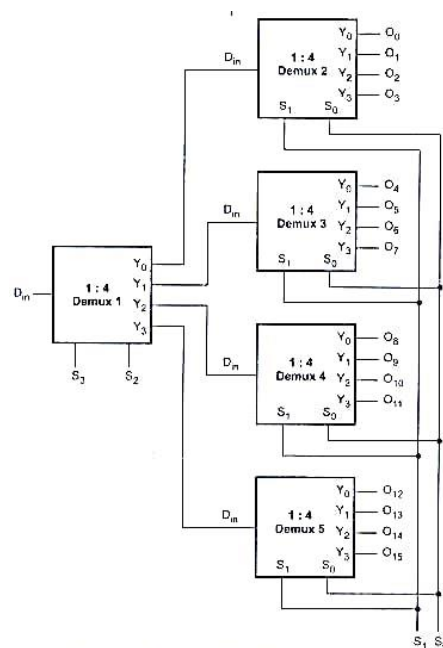 Y0 O0
1 : 4 Y1 O1
Din Demux 2 Y2 O2
Y3 O3
S1 S0
Y0 O4
1 : 4 Y1 O5
Din Demux 3 Y2 O6
Y3 O7
S1 S0
Din 1 : 4 Demux 1 Y0 Y1 Y2 Y3
S3 S2
Y0 O8
1 : 4 Y1 O9
Din Demux 4 Y2 O10
Y3 O11
S1 S0
Y0 O12
1 : 4 Y1 O13
Din Demux 5 Y2 O14
Y3 O15
S1 S0
S1 S